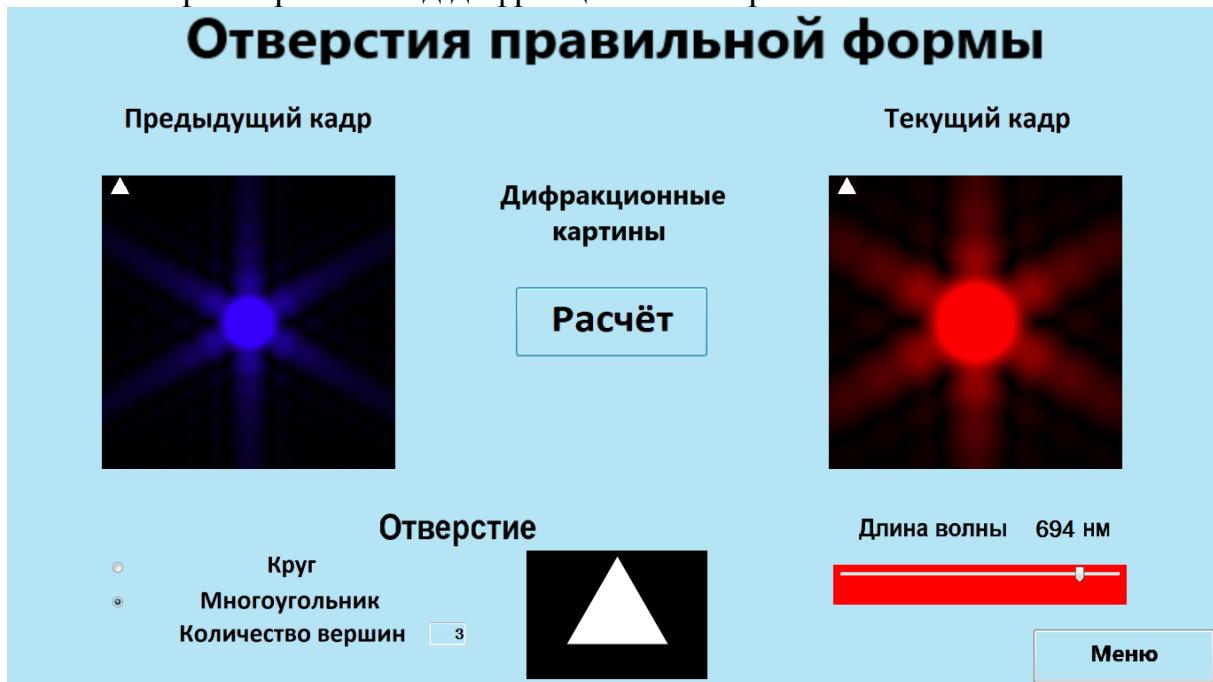 Отверстия правильной формы
Предыдущий кадр
Текущий кадр
Дифракционные
картины
Расчёт
Отверстие
Длина волны 694 нм
Круг
Многоугольник
Количество вершин 3
Меню